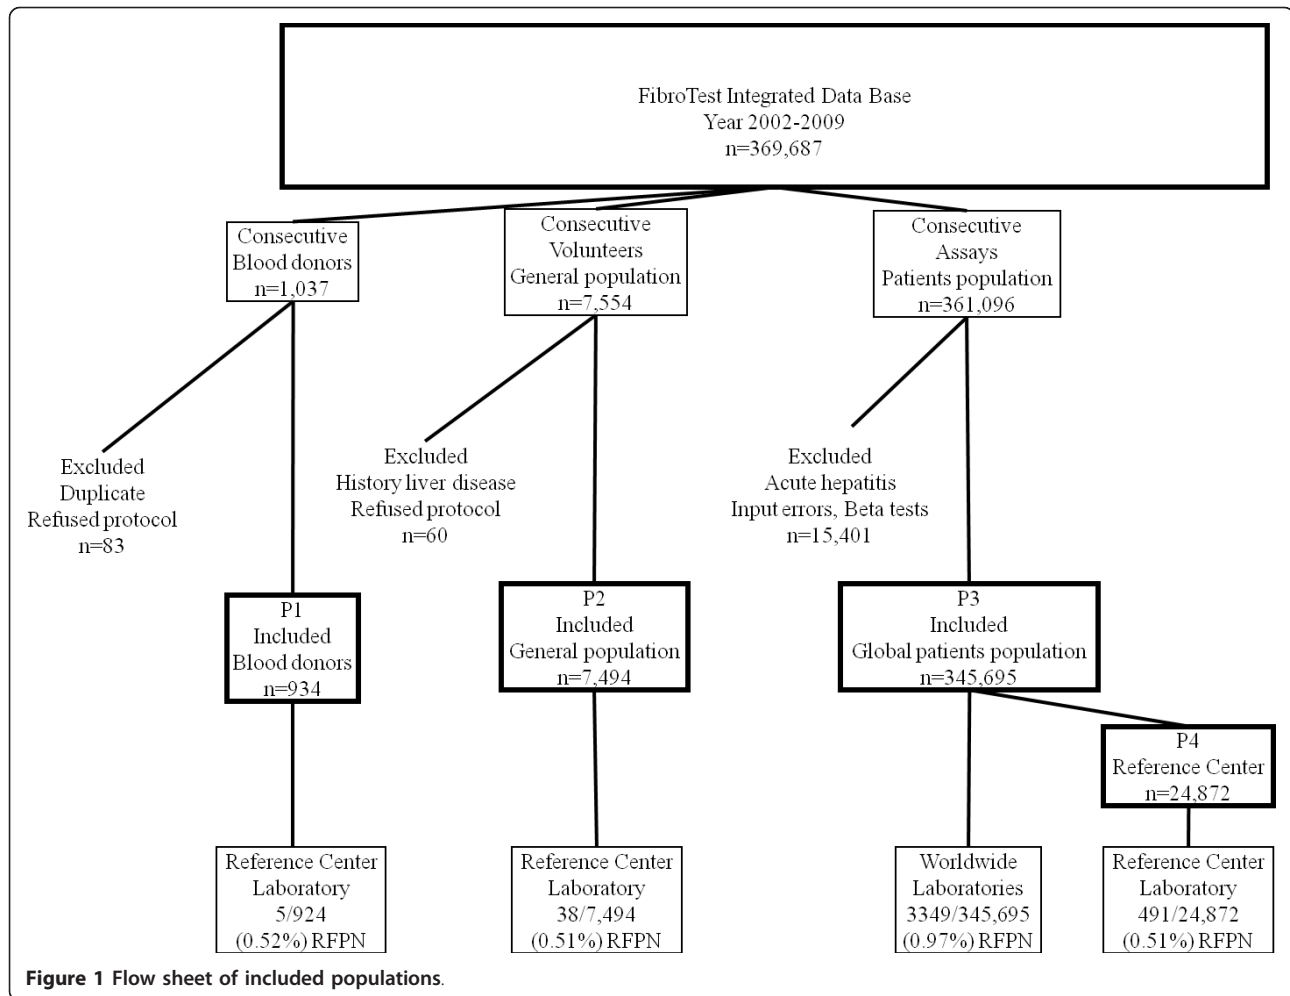 FibroTest Integrated Data Base
Year 2002-2009
n=369,687
Consecutive
Blood donors
n=1,037
Consecutive
Volunteers
General population
n=7,554
Consecutive
Assays
Patients population
n=361,096
Excluded
Duplicate
Refused protocol
n=83
Excluded
History liver disease
Refused protocol
n=60
Excluded
Acute hepatitis
Input errors, Beta tests
n=15,401
P1
Included
Blood donors
n=934
P2
Included
General population
n=7,494
P3
Included
Global patients population
n=345,695
P4
Reference Center
n=24,872
Reference Center
Laboratory
5/924
(0.52%) RFPN
Reference Center
Laboratory
38/7,494
(0.51%) RFPN
Worldwide
Laboratories
3349/345,695
(0.97%) RFPN
Reference Center
Laboratory
491/24,872
(0.51%) RFPN
Figure 1 Flow sheet of included populations.